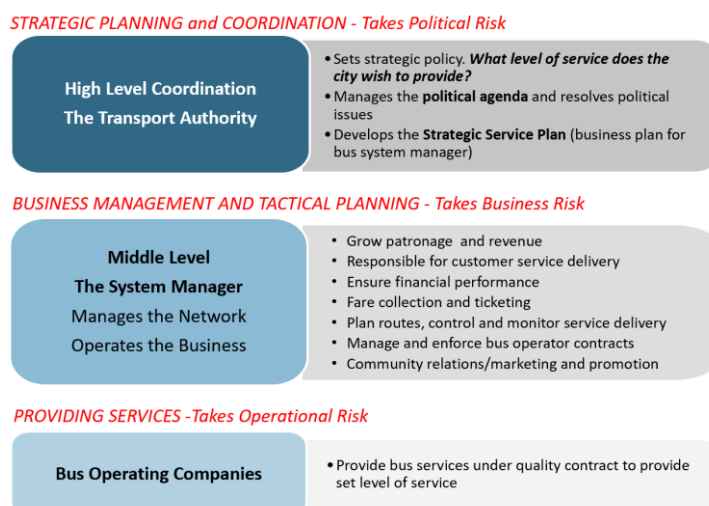 STRATEGIC PLANNING and COORDINATION - Takes Political Risk
High Level Coordination
The Transport Authority
• Sets strategic policy. What level of service does the
city wish to provide?
• Manages the political agenda and resolves political
issues
• Develops the Strategic Service Plan (business plan for
bus system manager)
BUSINESS MANAGEMENT AND TACTICAL PLANNING - Takes Business Risk
Middle Level
The System Manager
Manages the Network
Operates the Business
• Grow patronage and revenue
• Responsible for customer service delivery
• Ensure financial performance
• Fare collection and ticketing
• Plan routes, control and monitor service delivery
• Manage and enforce bus operator contracts
• Community relations/marketing and promotion
PROVIDING SERVICES -Takes Operational Risk
Bus Operating Companies
• Provide bus services under quality contract to provide
set level of service